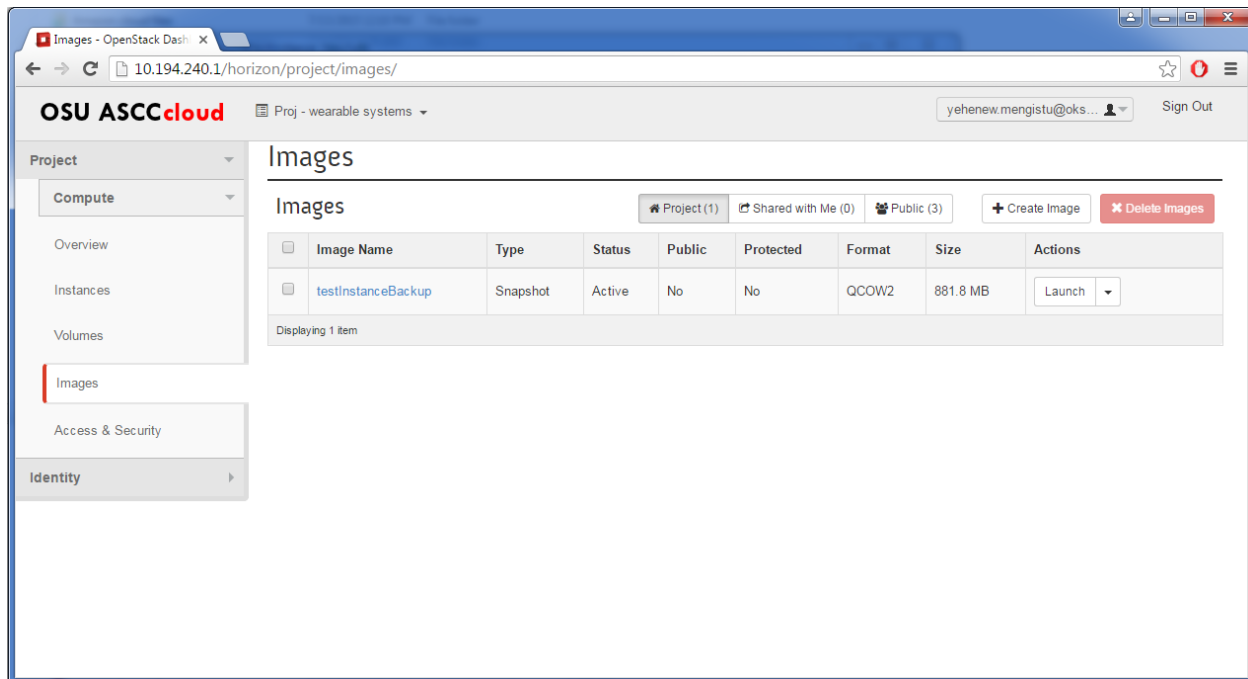 Images - OpenStack Dash
10.194.240.1/horizon/project/images/
OSU ASCCcloud
Proj - wearable systems
yehenew.mengistu@oks...
Sign Out
Project
Compute
Overview
Instances
Volumes
Images
Access & Security
Identity
Images
Images
Project (1)
Shared with Me (0)
Public (3)
Create Image
Delete Images
Image Name Type Status Public Protected Format Size Actions
testInstanceBackup Snapshot Active No No QCOW2 881.8 MB Launch
Displaying 1 item